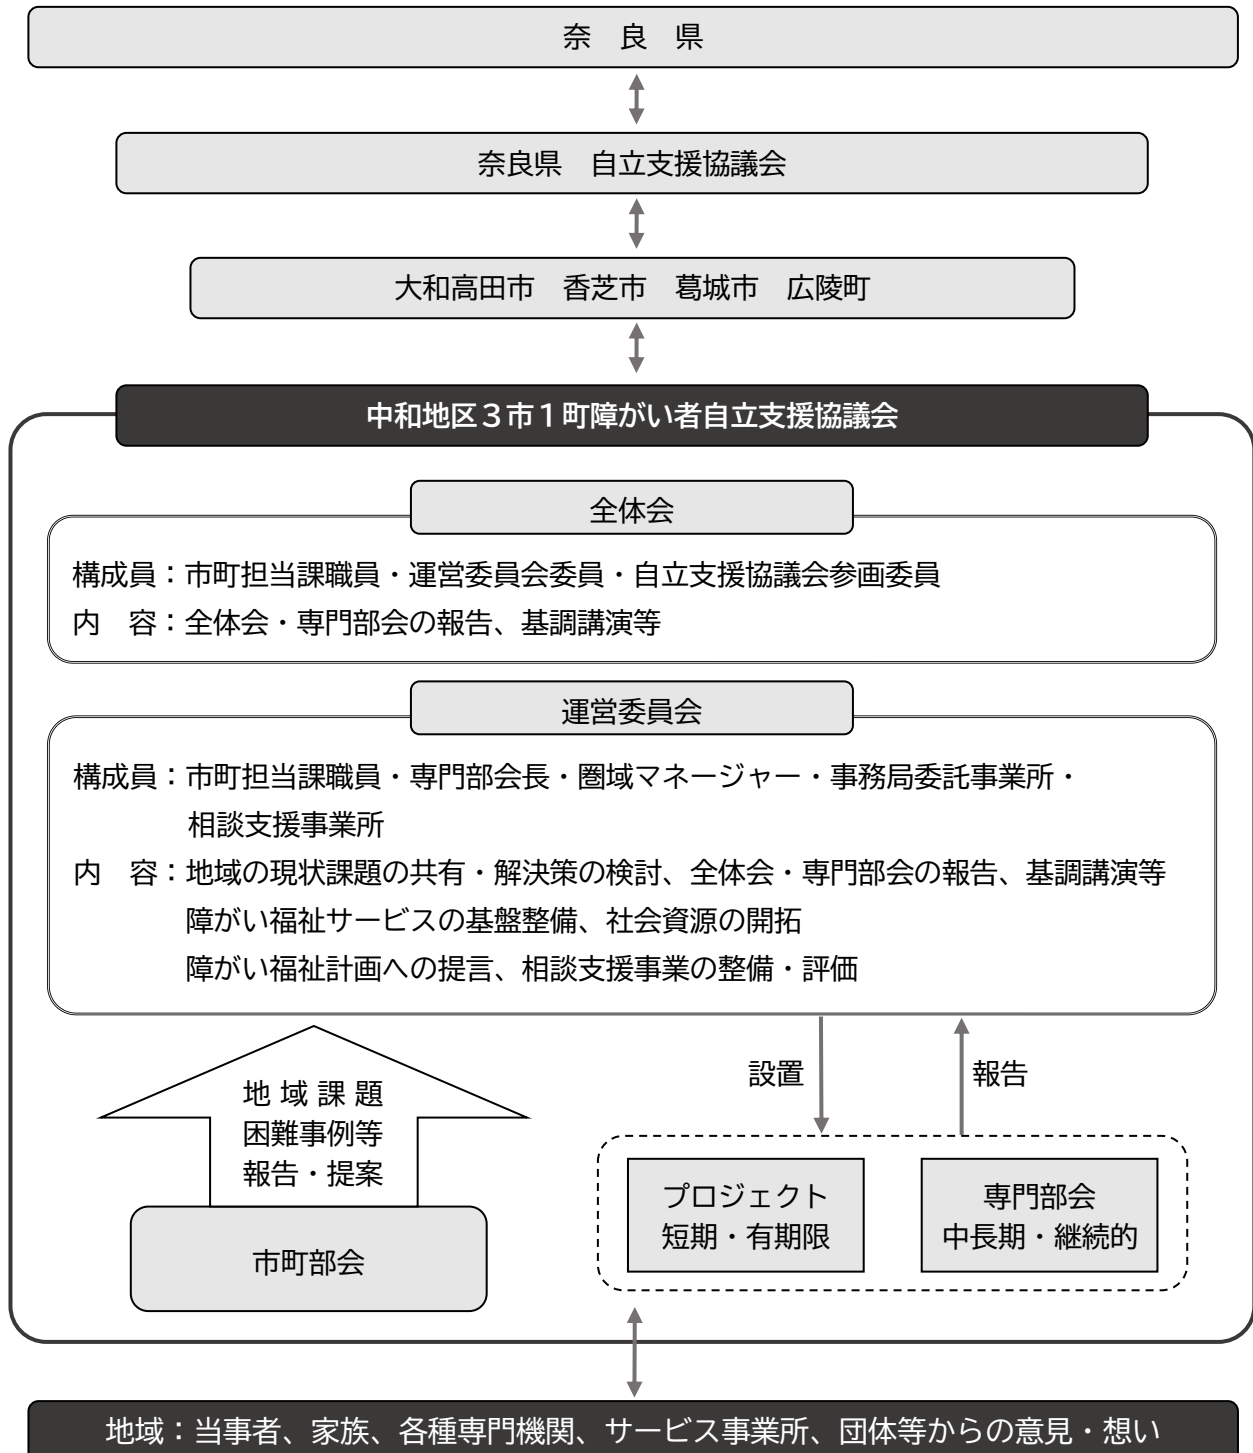 奈　良　県
奈良県　自立支援協議会
大和高田市　香芝市　葛城市　広陵町
中和地区３市１町障がい者自立支援協議会
全体会
構成員：市町担当課職員・運営委員会委員・自立支援協議会参画委員
内　容：全体会・専門部会の報告、基調講演等
運営委員会
構成員：市町担当課職員・専門部会長・圏域マネージャー・事務局委託事業所・
相談支援事業所
内　容：地域の現状課題の共有・解決策の検討、全体会・専門部会の報告、基調講演等
障がい福祉サービスの基盤整備、社会資源の開拓
障がい福祉計画への提言、相談支援事業の整備・評価
地 域 課 題
困難事例等
報告・提案
市町部会
設置
報告
プロジェクト
短期・有期限
専門部会
中長期・継続的
地域：当事者、家族、各種専門機関、サービス事業所、団体等からの意見・想い